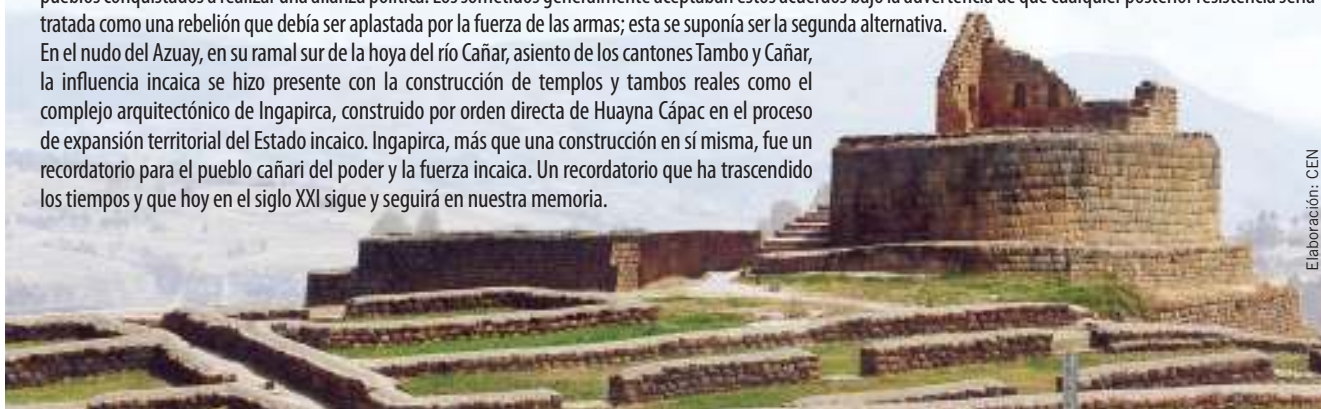 tratada como una rebelión que debía ser aplastada por la fuerza de las armas; esta se suponía ser la segunda alternativa.
En el nudo del Azuay, en su ramal sur de la hoya del río Cañar, asiento de los cantones Tambo y Cañar,
la influencia incaica se hizo presente con la construcción de templos y tambos reales como el
complejo arquitectónico de Ingapirca, construido por orden directa de Huayna Cápac en el proceso
de expansión territorial del Estado incaico. Ingapirca, más que una construcción en sí misma, fue un
recordatorio para el pueblo cañari del poder y la fuerza incaica. Un recordatorio que ha trascendido
los tiempos y que hoy en el siglo XXI sigue y seguirá en nuestra memoria.
Elaboración: CEN